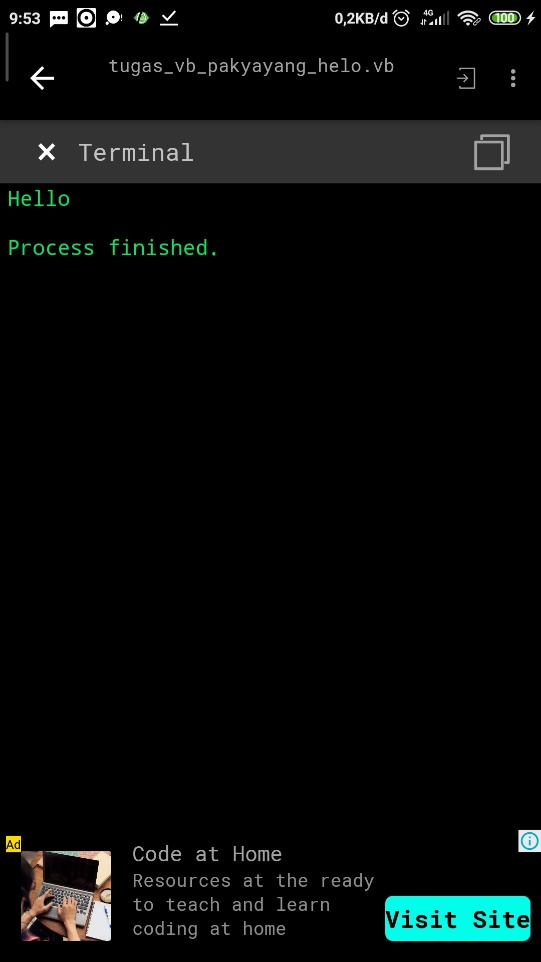 9:53
0,2KB/d
4G
100
tugas_vb_pakyayang_helo.vb
Terminal
Hello
Process finished.
Ad
Code at Home
Resources at the ready
to teach and learn
coding at home
Visit Site